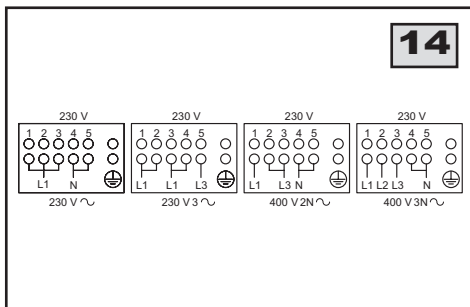 14
230 V 230 V 230 V 230 V
1 2 3 4 5 1 2 3 4 5 1 2 3 4 5 1 2 3 4 5
L1 N L1 L1 L3 L1 L3 N L1 L2 L3 N
230 V 230 V 3 400 V 2N 400 V 3N